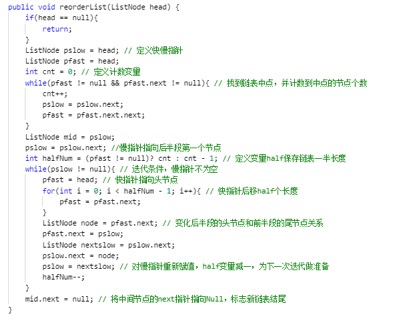 public void reorderList(ListNode head) {
if(head == null){
return;
}
ListNode pslow = head; // 定义快慢指针
ListNode pfast = head;
int cnt = 0; // 定义计数变量
while(pfast != null && pfast.next != null){ // 找到链表中点，并计数到中点的节点个数
cnt++;
pslow = pslow.next;
pfast = pfast.next.next;
}
ListNode mid = pslow;
pslow = pslow.next; //慢指针指向后半段第一个节点
int halfNum = (pfast != null)? cnt : cnt - 1; // 定义变量half保存链表一半长度
while(pslow != null){ // 迭代条件，慢指针不为空
pfast = head; // 快指针指向头节点
for(int i = 0; i < halfNum - 1; i++){ // 快指针后移half个长度
pfast = pfast.next;
}
ListNode node = pfast.next; // 变化后半段的头节点和前半段的尾节点关系
pfast.next = pslow;
ListNode nextslow = pslow.next;
pslow.next = node;
pslow = nextslow; // 对慢指针重新赋值，half变量减一，为下一次迭代做准备
halfNum--;
}
mid.next = null; // 将中间节点的next指针指向Null，标志新链表结尾
}